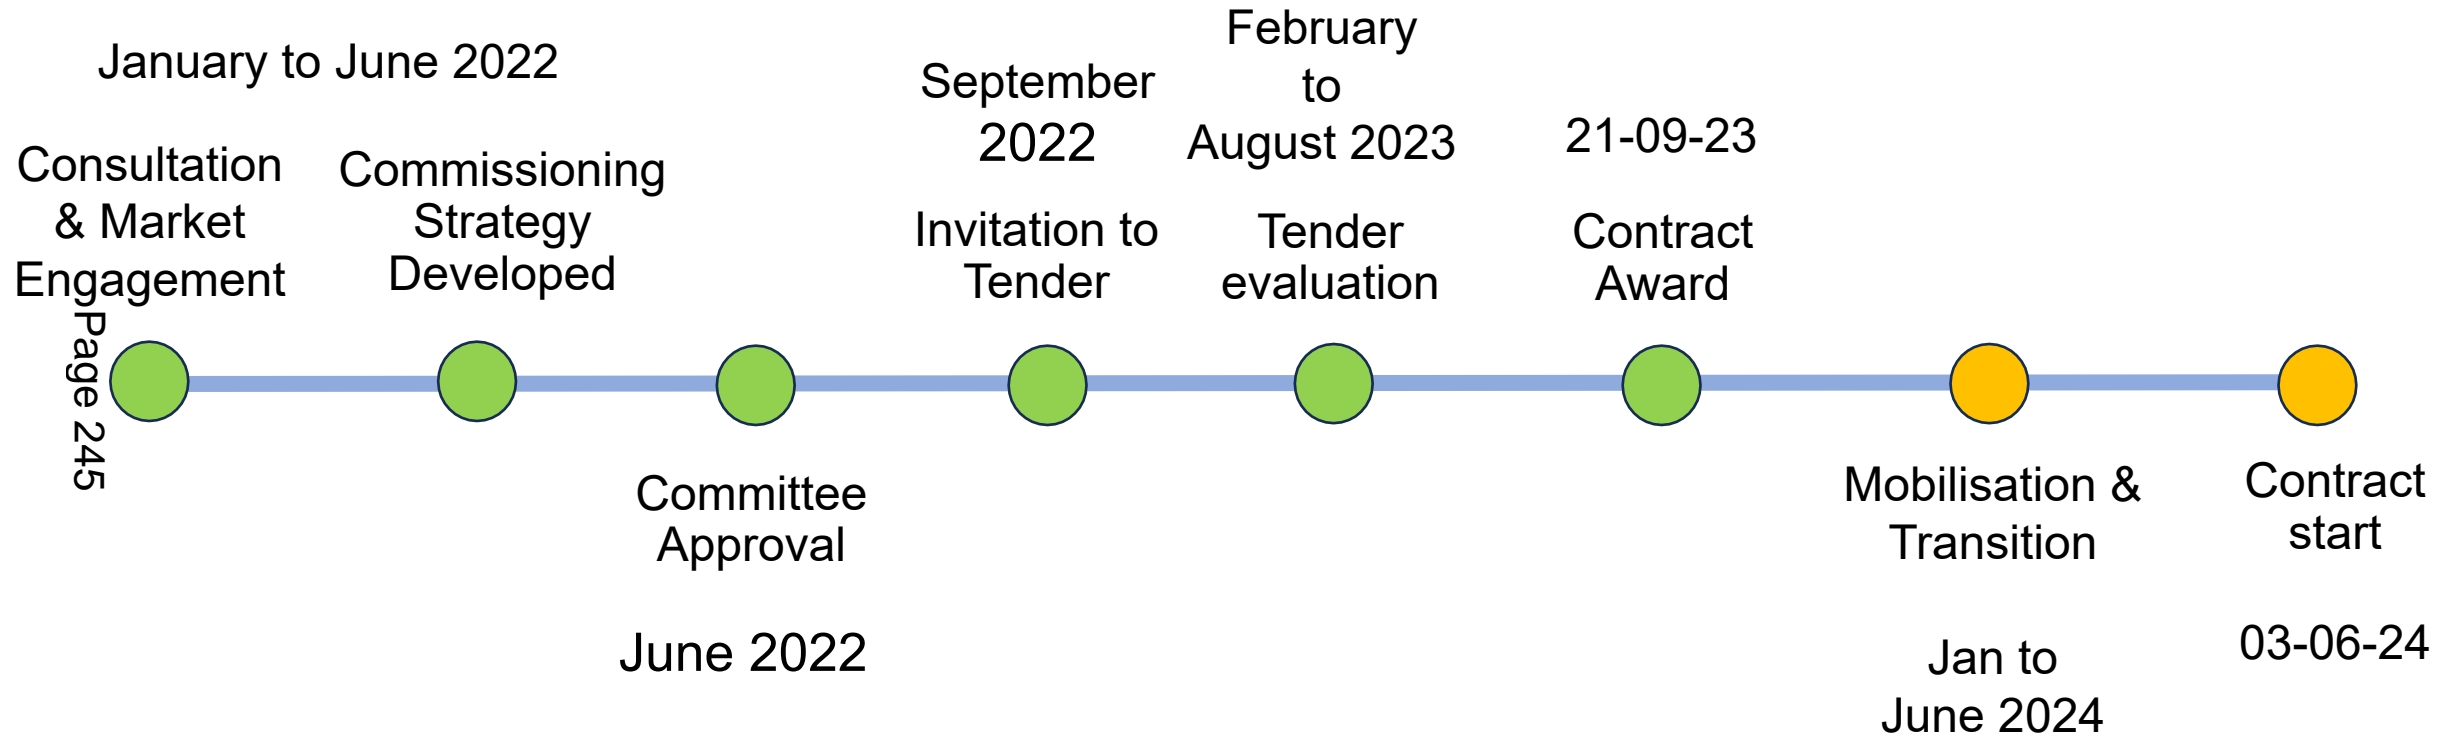 January to June 2022
Consultation
& Market
Engagement
Commissioning
Strategy
Developed
Committee
Approval
June 2022
September
2022
Invitation to
Tender
February
to
August 2023
Tender
evaluation
21-09-23
Contract
Award
Mobilisation &
Transition
Jan to
June 2024
Contract
start
03-06-24
Page 245